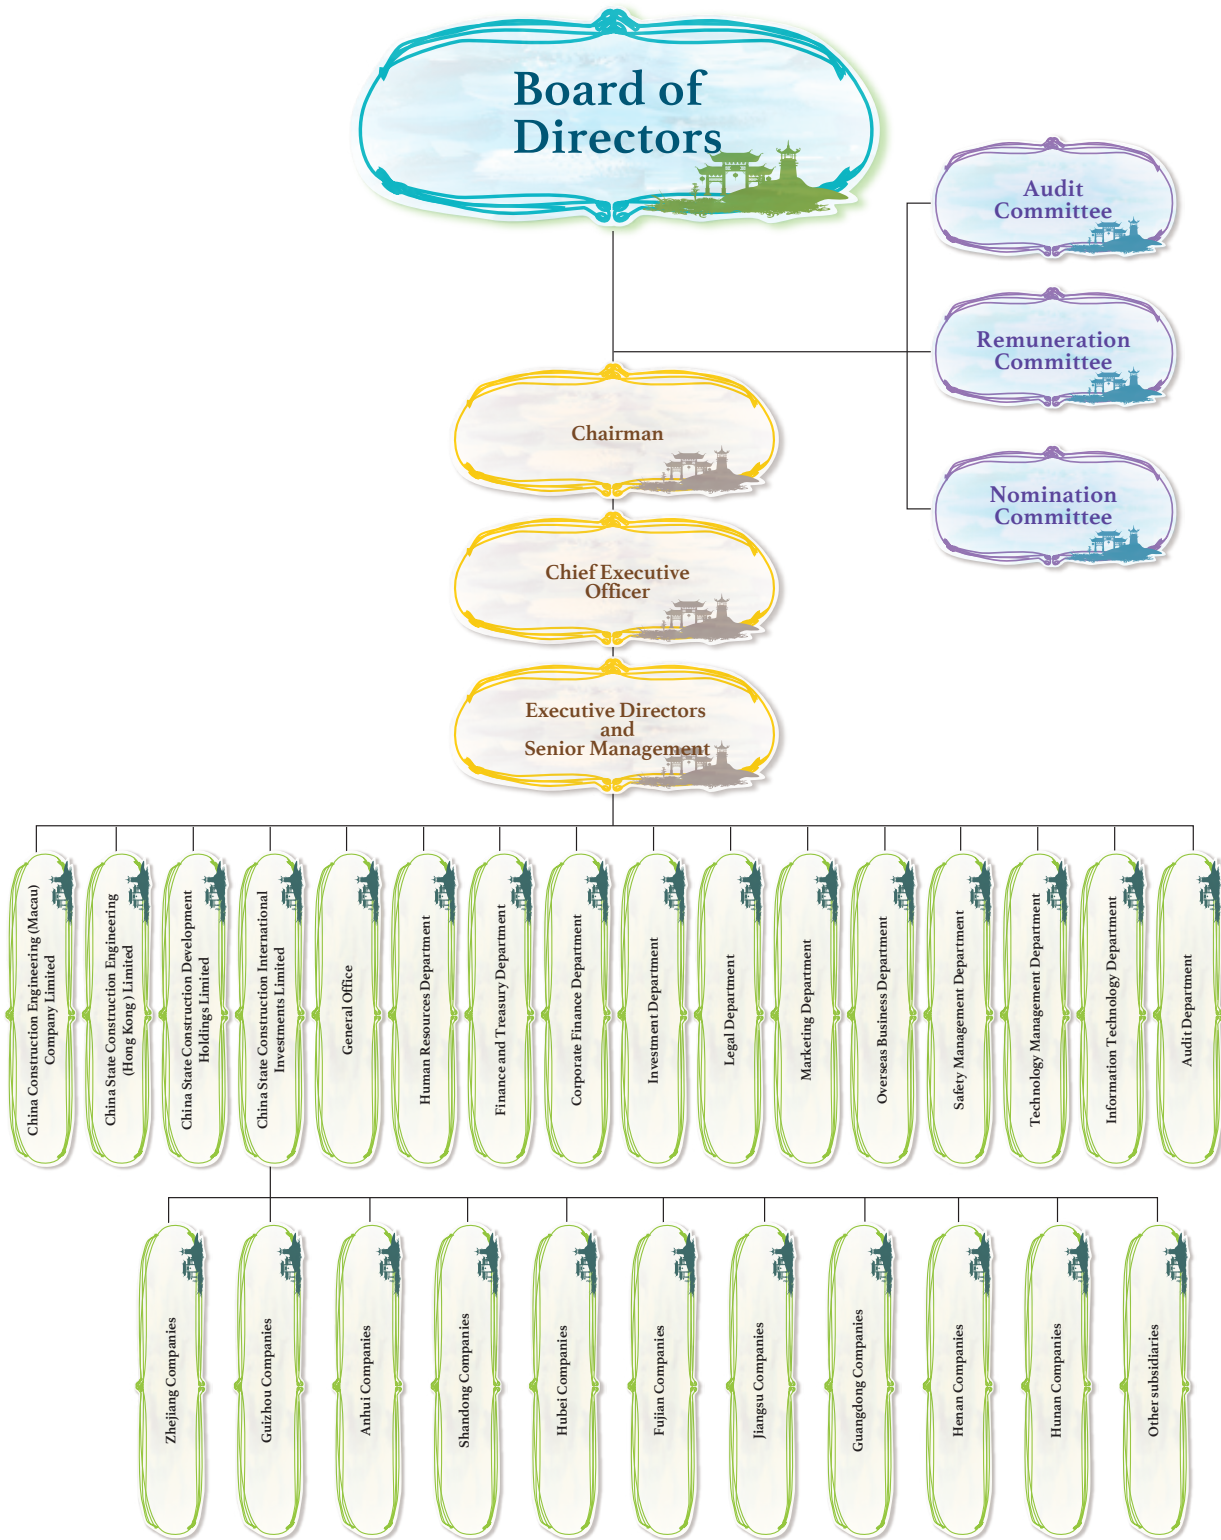 Board of
Directors
Audit
Committee
Remuneration
Committee
Nomination
Committee
Chairman
Chief Executive
Officer
Executive Directors
and
Senior Management
China Construction Engineering (Macau)
Company Limited
China State Construction Engineering
(Hong Kong ) Limited
China State Construction Development
Holdings Limited
China State Construction International
Investments Limited
General Office
Human Resources Department
Finance and Treasury Department
Corporate Finance Department
Investment Department
Legal Department
Marketing Department
Overseas Business Department
Safety Management Department
Technology Management Department
Information Technology Department
Audit Department
Zhejiang Companies
Guizhou Companies
Anhui Companies
Shandong Companies
Hubei Companies
Fujian Companies
Jiangsu Companies
Guangdong Companies
Henan Companies
Hunan Companies
Other subsidiaries